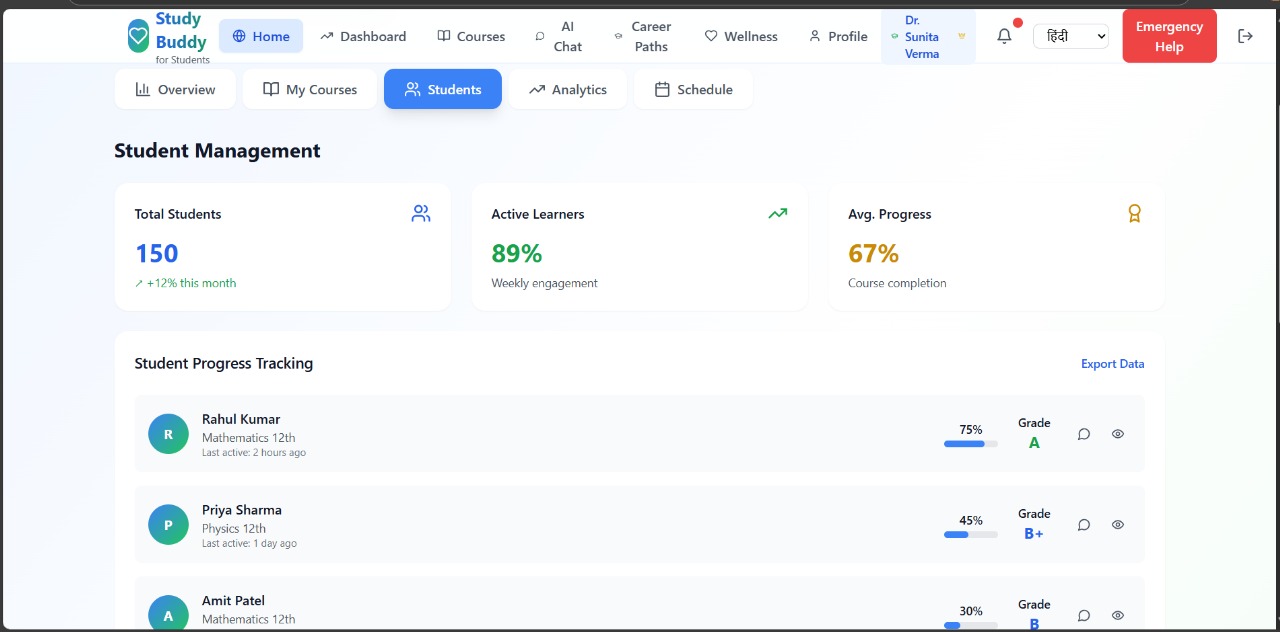 Study
Buddy
for Students
Home
Dashboard
Courses
AI
Chat
Career
Paths
Wellness
Profile
Dr.
Sunita
Verma
हिंदी
Emergency
Help
Overview
My Courses
Students
Analytics
Schedule
Student Management
Total Students
150
↗ +12% this month
Active Learners
89%
Weekly engagement
Avg. Progress
67%
Course completion
Student Progress Tracking
Export Data
R
Rahul Kumar
Mathematics 12th
Last active: 2 hours ago
75%
Grade
A
P
Priya Sharma
Physics 12th
Last active: 1 day ago
45%
Grade
B+
A
Amit Patel
Mathematics 12th
30%
Grade
B